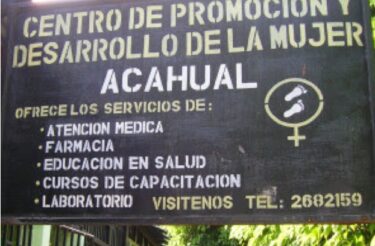 CENTRO DE PROMOCION Y
DESARROLLO DE LA MUJER
ACAHUAL
OFRECE LOS SERVICIOS DE:
• ATENCION MEDICA
• FARMACIA
• EDUCACION EN SALUD
• CURSOS DE CAPACITACION
• LABORATORIO VISITENOS TEL: 2682159